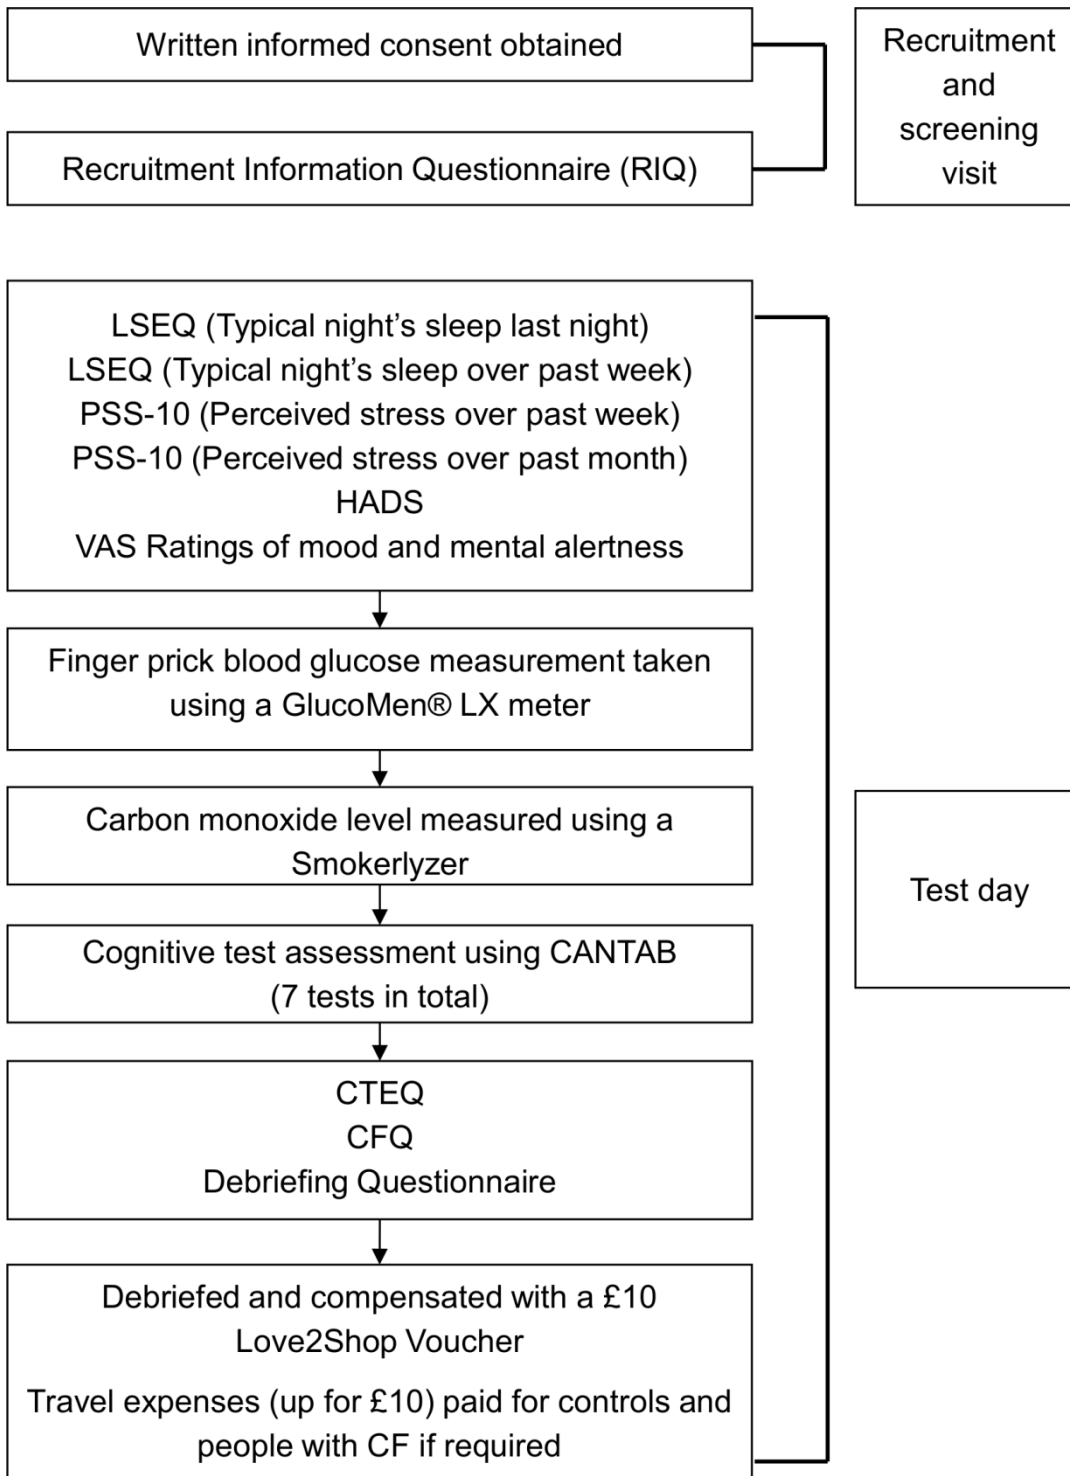 Written informed consent obtained
Recruitment
and
screening
visit
Recruitment Information Questionnaire (RIQ)
LSEQ (Typical night’s sleep last night)
LSEQ (Typical night’s sleep over past week)
PSS-10 (Perceived stress over past week)
PSS-10 (Perceived stress over past month)
HADS
VAS Ratings of mood and mental alertness
Finger prick blood glucose measurement taken
using a GlucoMen® LX meter
Carbon monoxide level measured using a
Smokerlyzer
Test day
Cognitive test assessment using CANTAB
(7 tests in total)
CTEQ
CFQ
Debriefing Questionnaire
Debriefed and compensated with a £10
Love2Shop Voucher
Travel expenses (up for £10) paid for controls and
people with CF if required